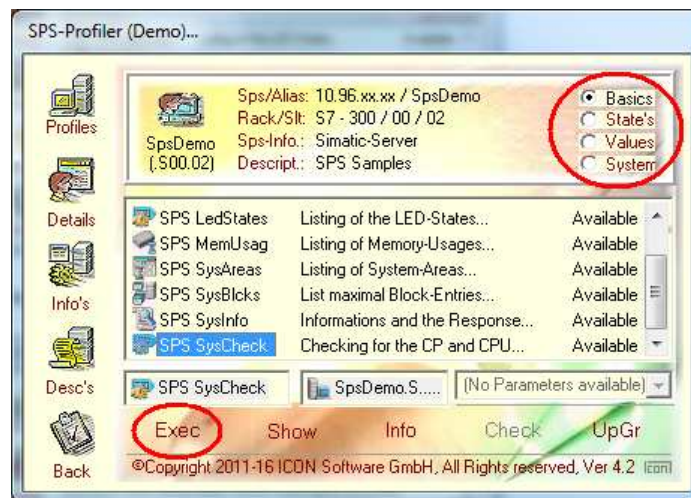 SPS-Profiler (Demo)...
Profiles
Details
Info's
Desc's
Back
SpsDemo
(.S00.02)
Sps/Alias: 10.96.xx.xx / SpsDemo
Rack/Slt: S7 - 300 / 00 / 02
Sps-Info.: Simatic-Server
Descript.: SPS Samples
Basics
State's
Values
System
SPS LedStates Listing of the LED-States... Available
SPS MemUsag Listing of Memory-Usages... Available
SPS SysAreas Listing of System-Areas... Available
SPS SysBlcks List maximal Block-Entries... Available
SPS SysInfo Informations and the Response... Available
SPS SysCheck Checking for the CP and CPU... Available
SPS SysCheck SpsDemo.S..... (No Parameters available)
Exec Show Info Check UpGr
©Copyright 2011-16 ICON Software GmbH, All Rights reserved, Ver 4.2 Icon